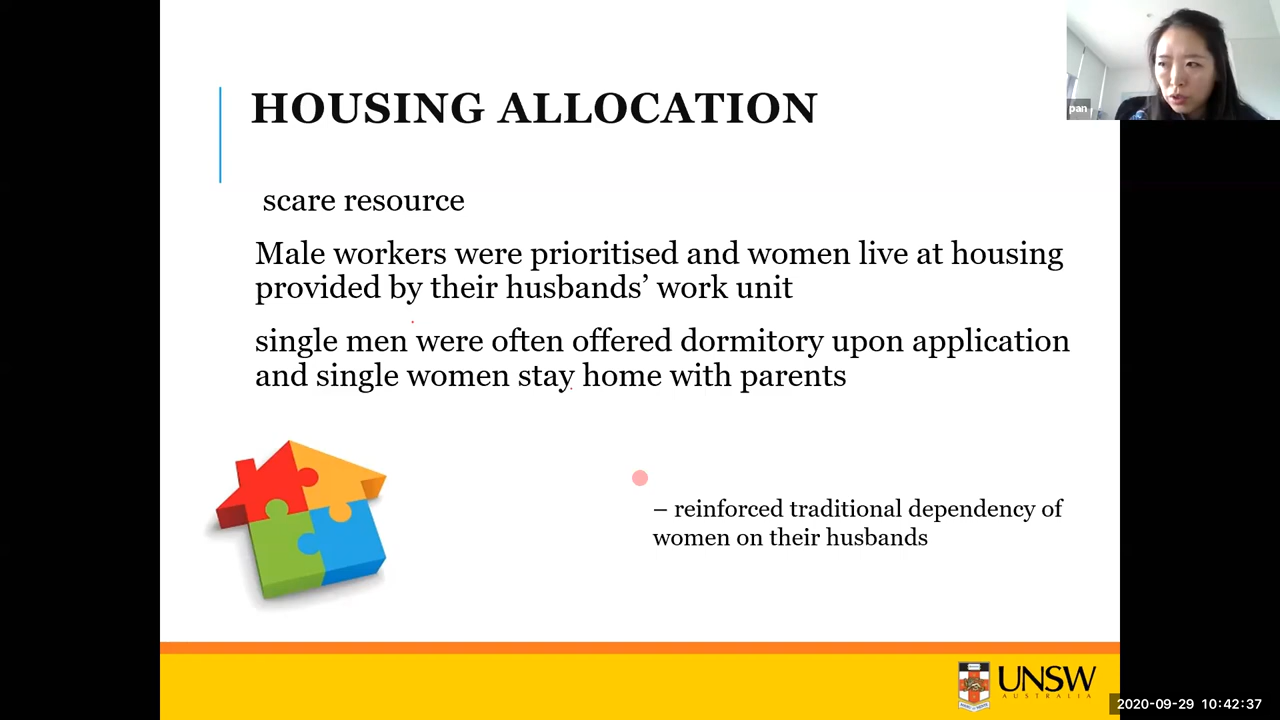 pan
HOUSING ALLOCATION
scare resource
Male workers were prioritised and women live at housing
provided by their husbands’ work unit
single men were often offered dormitory upon application
and single women stay home with parents
– reinforced traditional dependency of
women on their husbands
UNSW
AUSTRALIA
2020-09-29 10:42:37